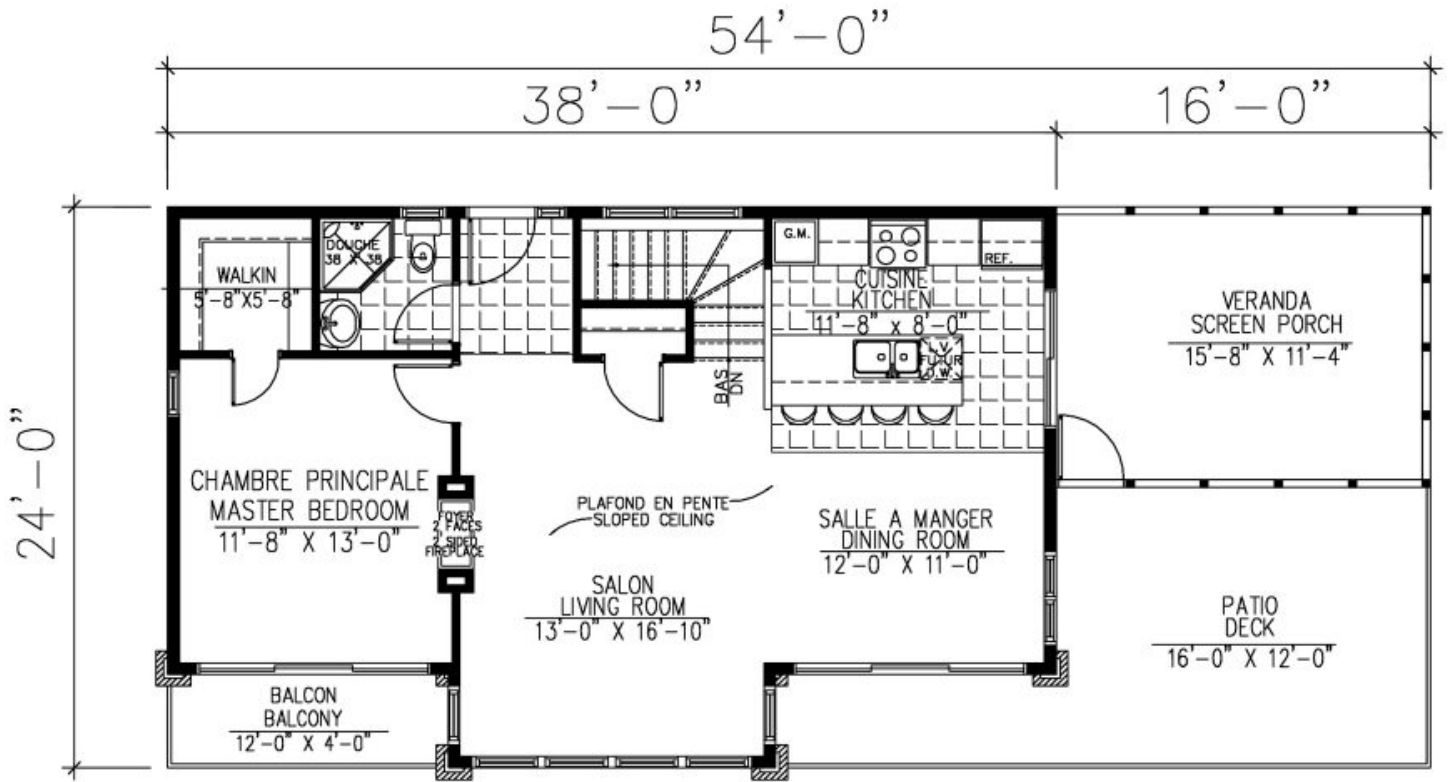 54'-0"
38'-0"
16'-0"
24'-0"
WALKIN
5'-8"X5'-8"
DOUCHE
38 X 38
G.M.
REF.
CUISINE
KITCHEN
11'-8" x 8'-0"
L.V.
FUTUR
D.W.
BAS
DN
VERANDA
SCREEN PORCH
15'-8" X 11'-4"
CHAMBRE PRINCIPALE
MASTER BEDROOM
11'-8" X 13'-0"
FOYER
2 FACES
2 SIDED
FIREPLACE
PLAFOND EN PENTE
SLOPED CEILING
SALON
LIVING ROOM
13'-0" X 16'-10"
SALLE A MANGER
DINING ROOM
12'-0" X 11'-0"
PATIO
DECK
16'-0" X 12'-0"
BALCON
BALCONY
12'-0" X 4'-0"